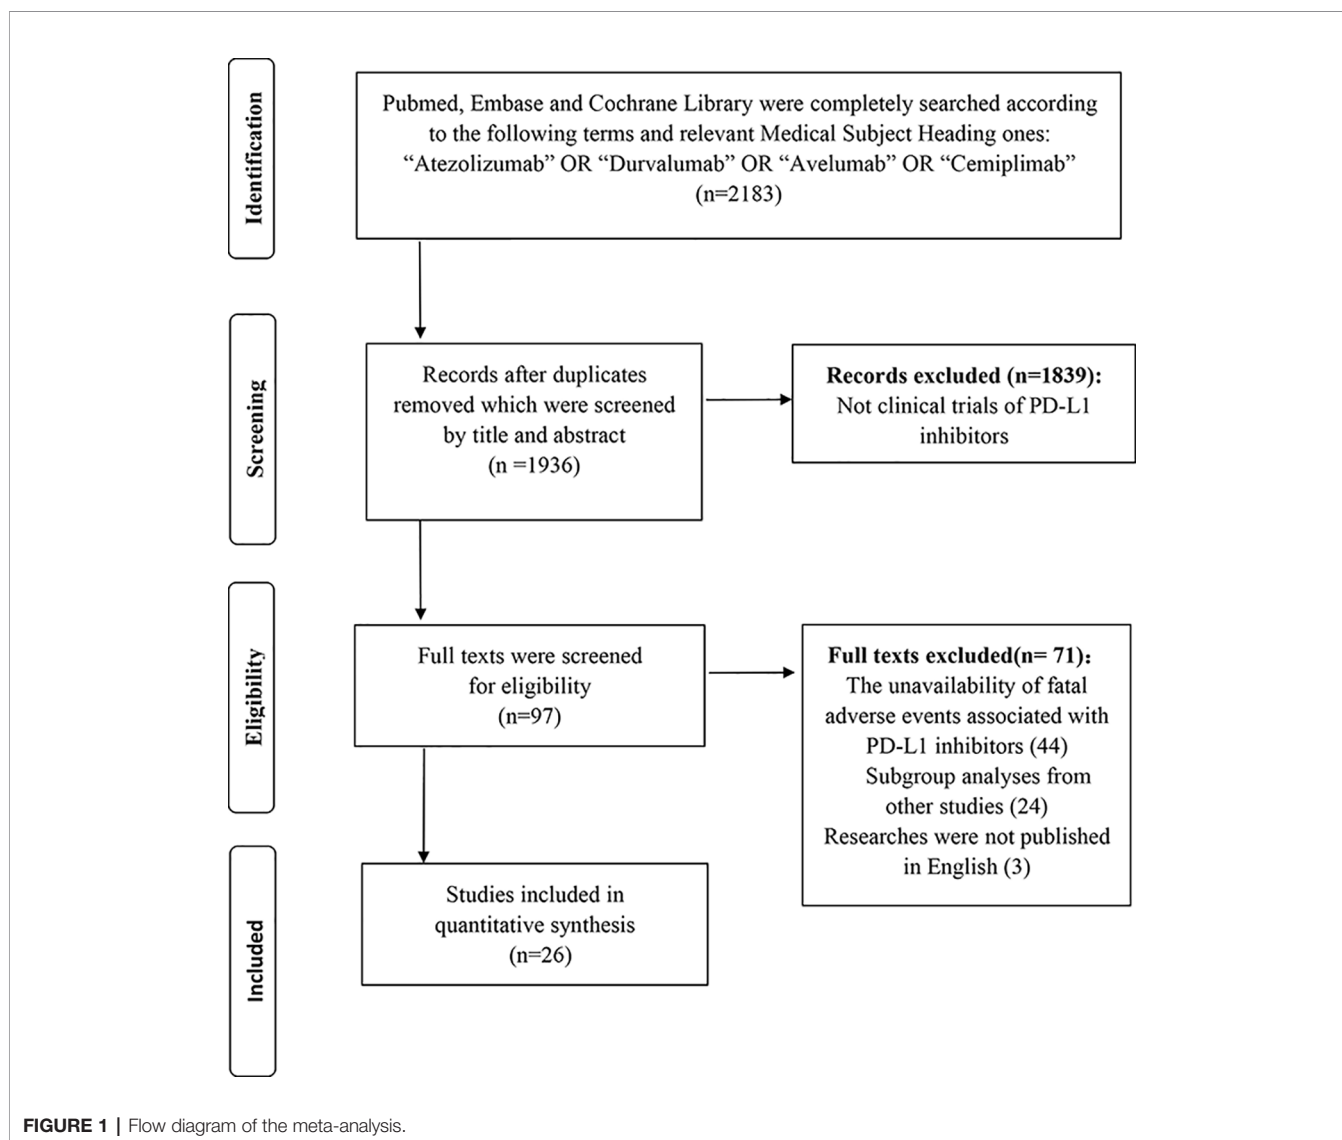 Identification
Pubmed, Embase and Cochrane Library were completely searched according
to the following terms and relevant Medical Subject Heading ones:
“Atezolizumab” OR “Durvalumab” OR “Avelumab” OR “Cemiplimab”
(n=2183)
Screening
Records after duplicates
removed which were screened
by title and abstract
(n =1936)
Records excluded (n=1839):
Not clinical trials of PD-L1
inhibitors
Eligibility
Full texts were screened
for eligibility
(n=97)
Full texts excluded(n= 71):
The unavailability of fatal
adverse events associated with
PD-L1 inhibitors (44)
Subgroup analyses from
other studies (24)
Researches were not published
in English (3)
Included
Studies included in
quantitative synthesis
(n=26)
FIGURE 1 | Flow diagram of the meta-analysis.